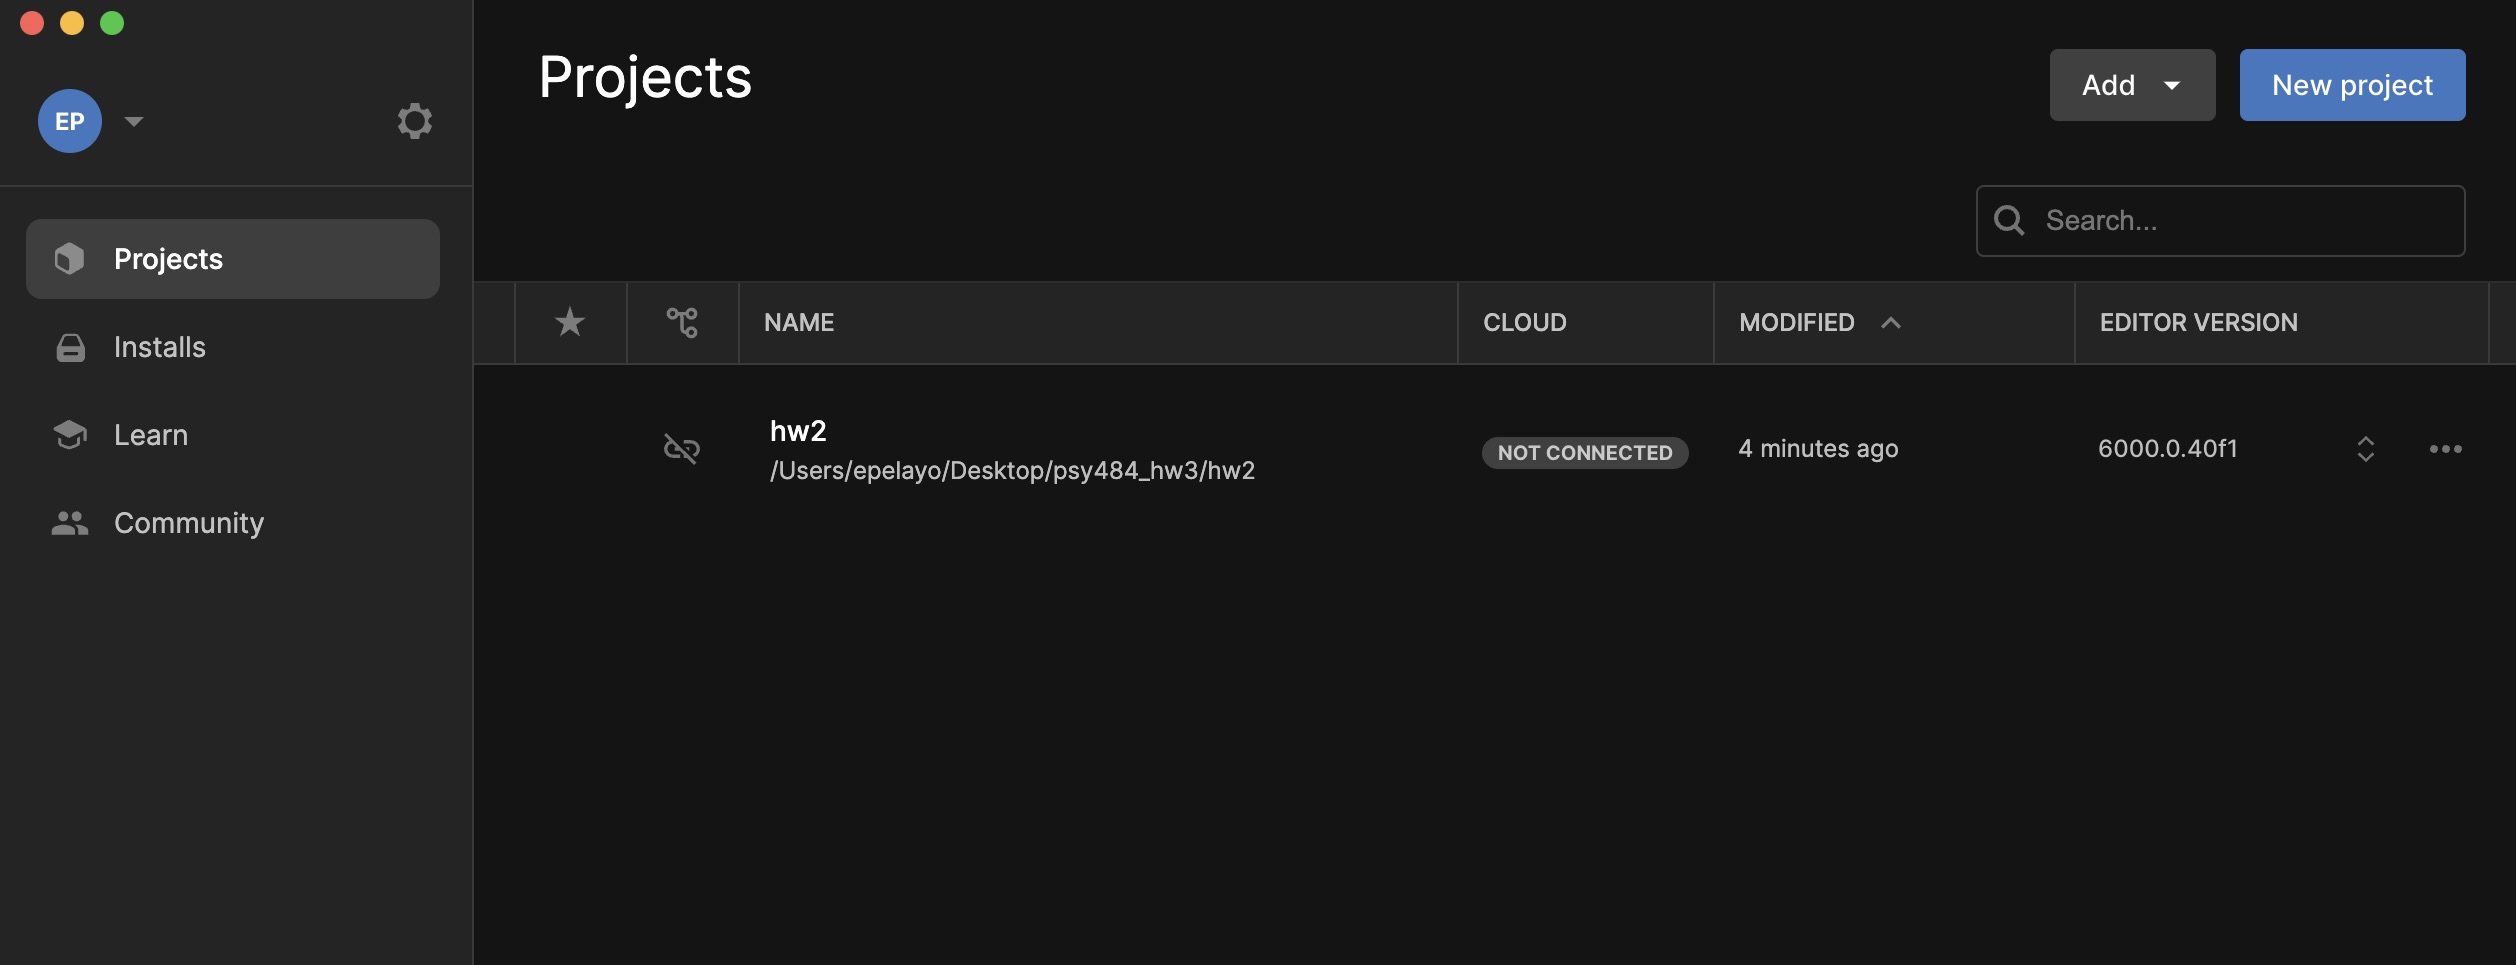 EP
Projects
Installs
Learn
Community
Projects
Add
New project
Search...
NAME
CLOUD
MODIFIED
EDITOR VERSION
hw2
/Users/epelayo/Desktop/psy484_hw3/hw2
NOT CONNECTED
4 minutes ago
6000.0.40f1